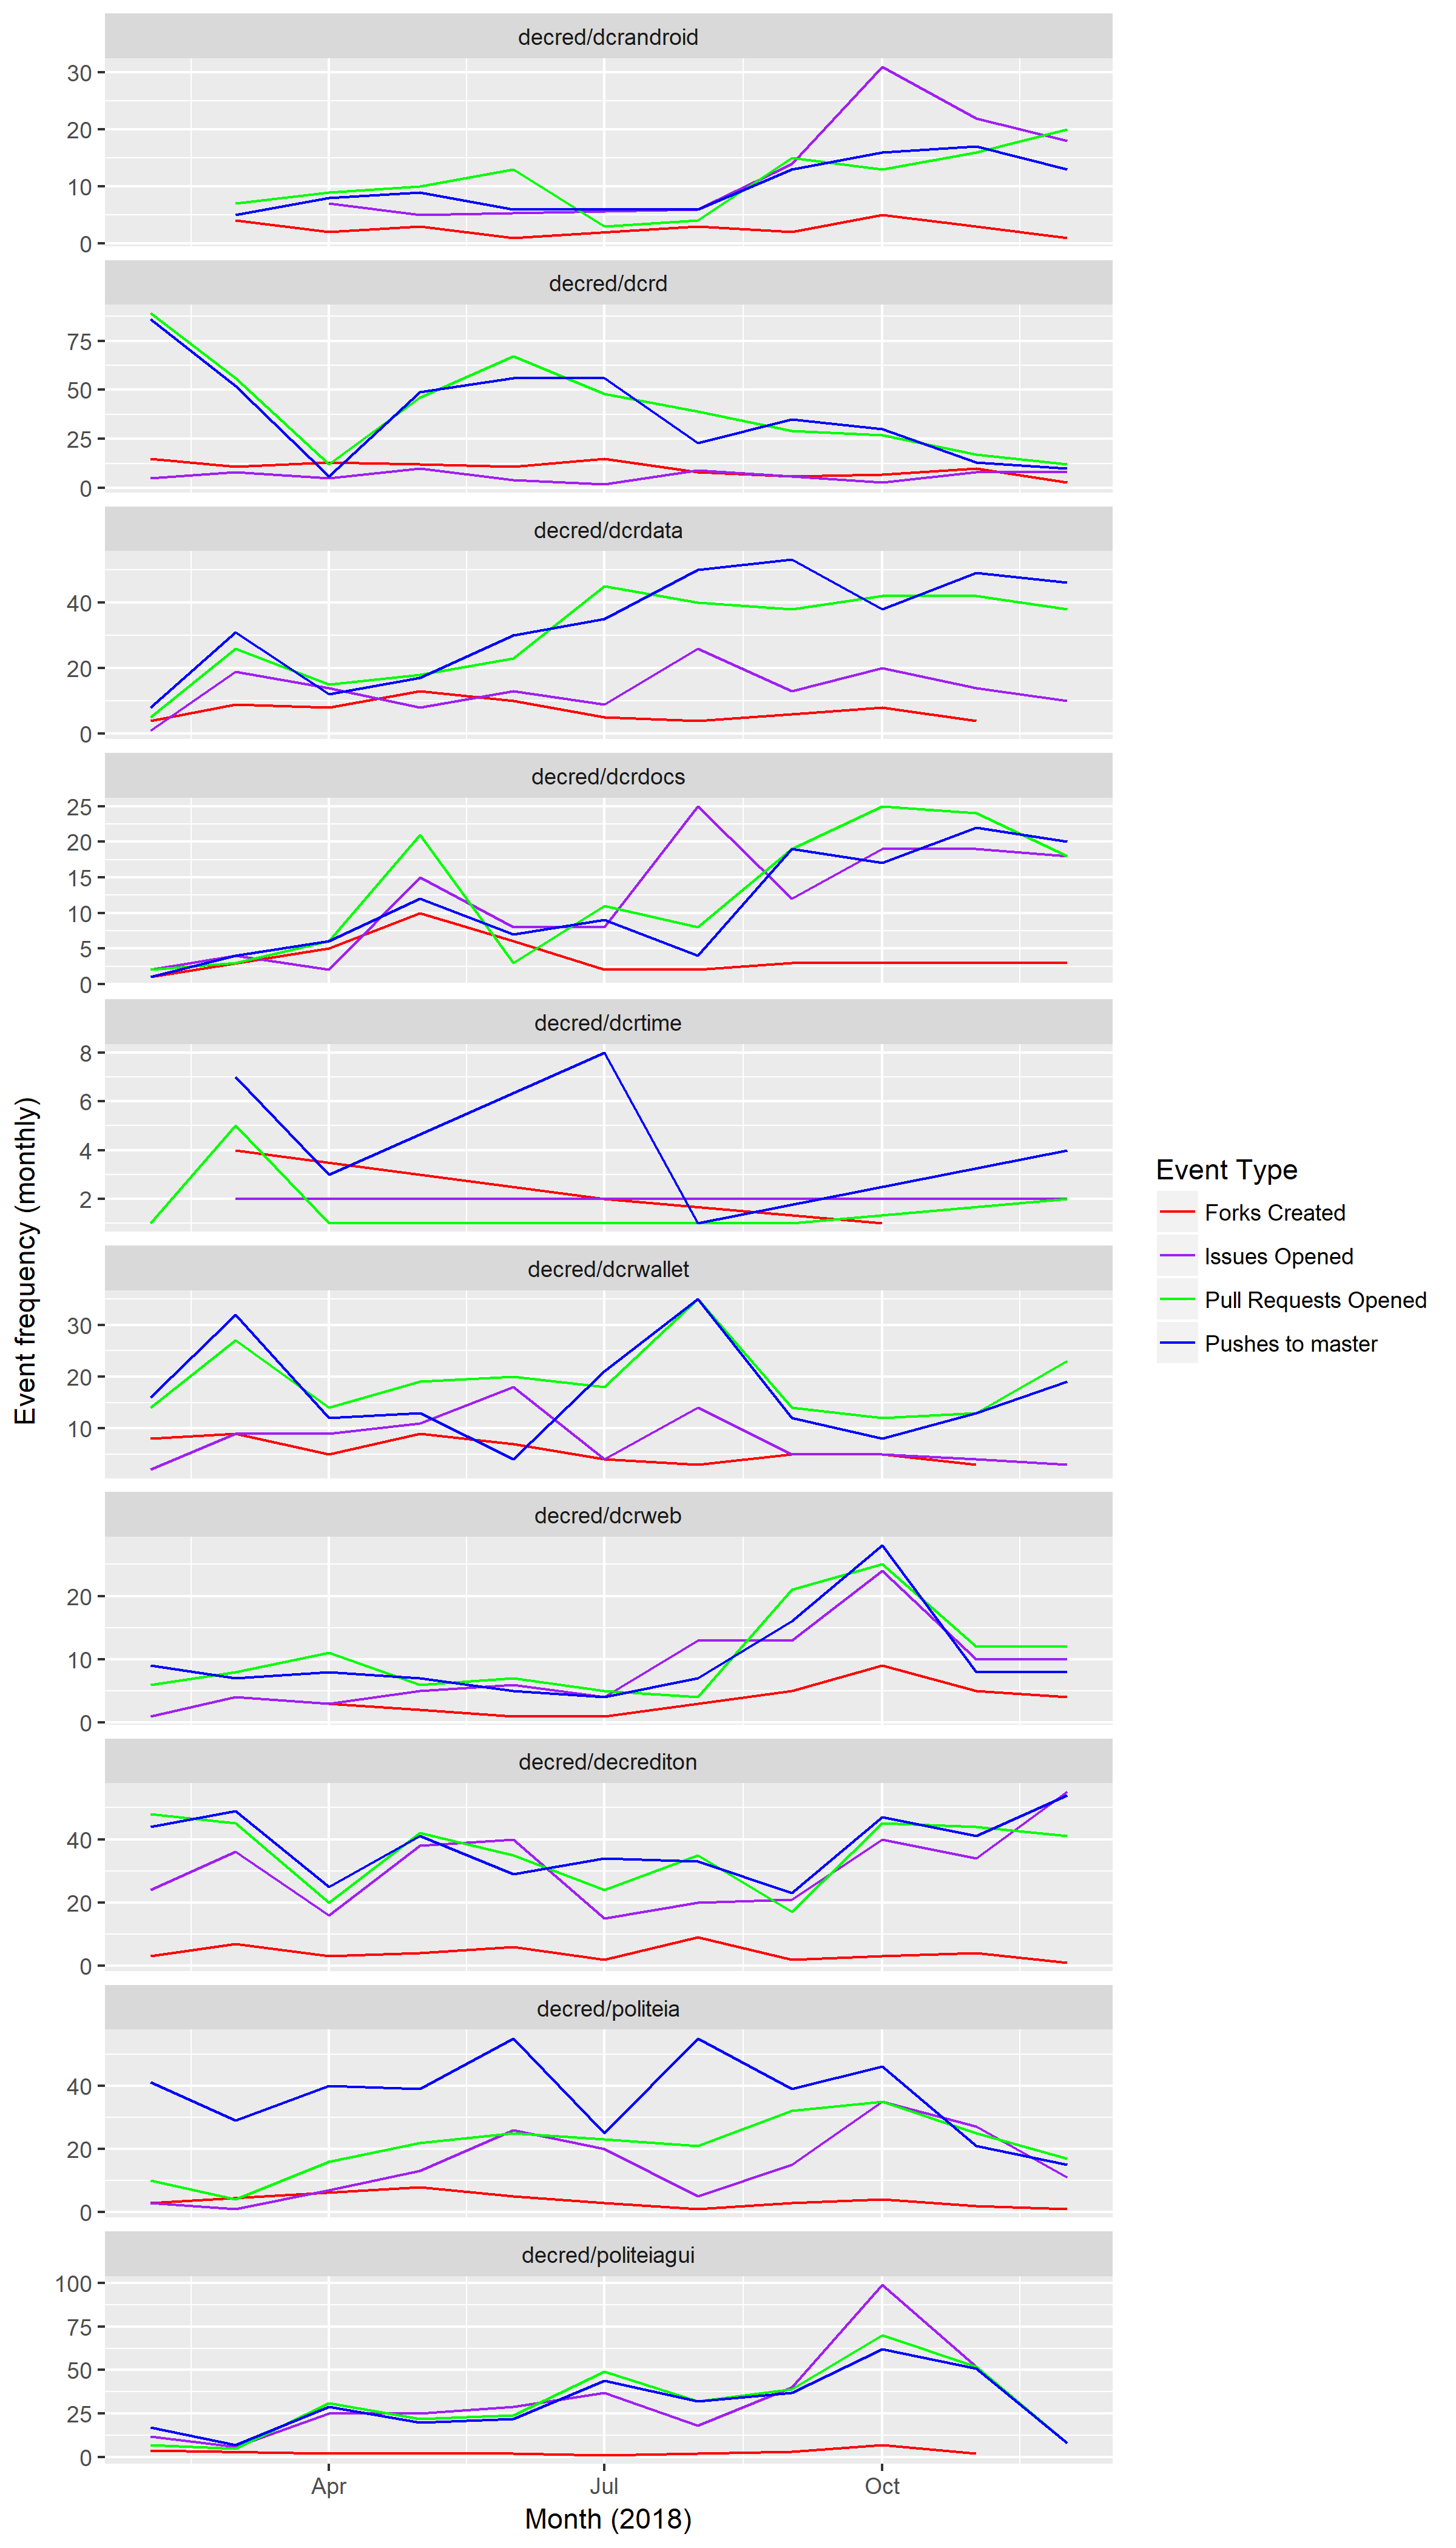 decred/dcrandroid
30
20
10
0
decred/dcrd
75
50
25
0
decred/dcrdata
40
20
0
decred/dcrdocs
25
20
15
10
5
0
decred/dcrtime
8
6
4
2
decred/dcrwallet
30
20
10
decred/dcrweb
20
10
0
decred/decrediton
40
20
0
decred/politeia
40
20
0
decred/politeiagui
100
75
50
25
0
Apr Jul Oct
Month (2018)
Event frequency (monthly)
Event Type
Forks Created
Issues Opened
Pull Requests Opened
Pushes to master